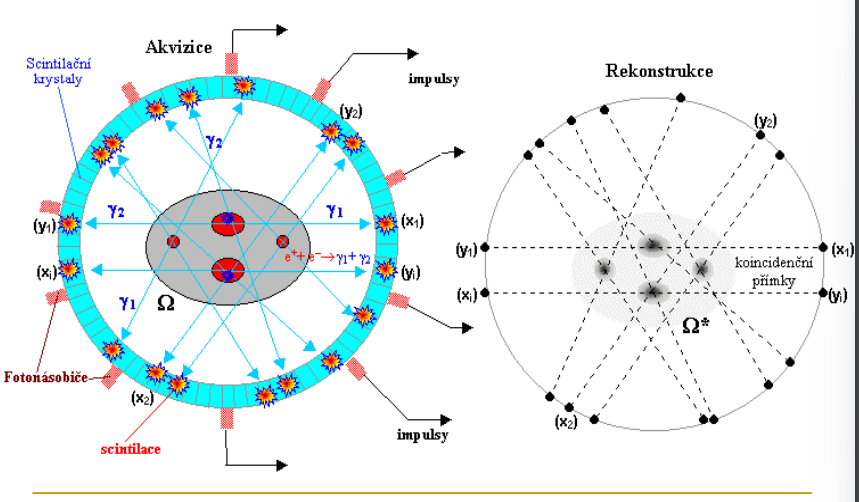 Akvizice
Scintilační
krystaly
impulsy
(y2)
γ2
γ2
γ1
(y1)
(x1)
e⁺+ e⁻→γ1+ γ2
(xi)
(yi)
γ1
Ω
Fotonásobiče
(x2)
scintilace
impulsy
Rekonstrukce
(y2)
(y1)
(x1)
koincidenční
přímky
(xi)
(yi)
Ω*
(x2)